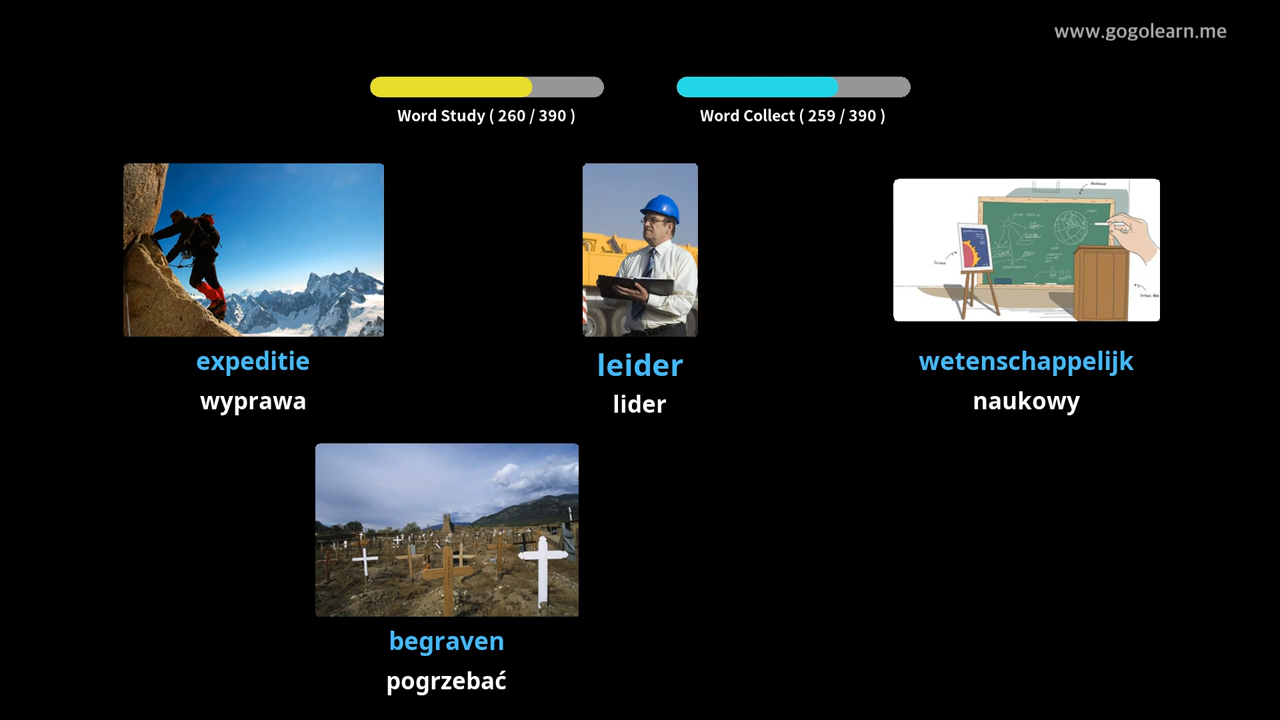 www.gogolearn.me
Word Study ( 260 / 390 )
Word Collect ( 259 / 390 )
expeditie
wyprawa
leider
lider
wetenschappelijk
naukowy
begraven
pogrzebać